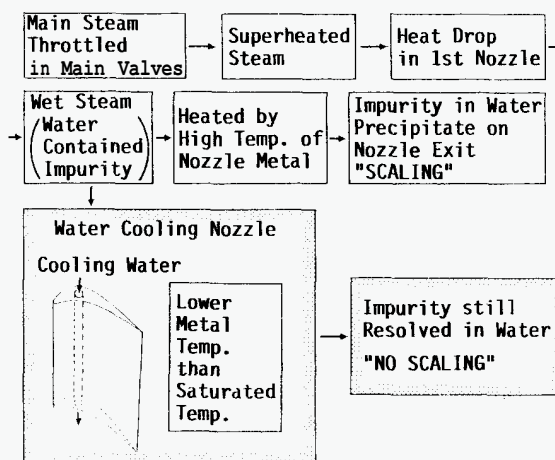 Main Steam
Throttled
in Main Valves
Superheated
Steam
Heat Drop
in 1st Nozzle
Wet Steam
(Water
Contained
Impurity)
Heated by
High Temp. of
Nozzle Metal
Impurity in Water
Precipitate on
Nozzle Exit
"SCALING"
Water Cooling Nozzle
Cooling Water
Lower
Metal
Temp.
than
Saturated
Temp.
Impurity still
Resolved in Water
"NO SCALING"